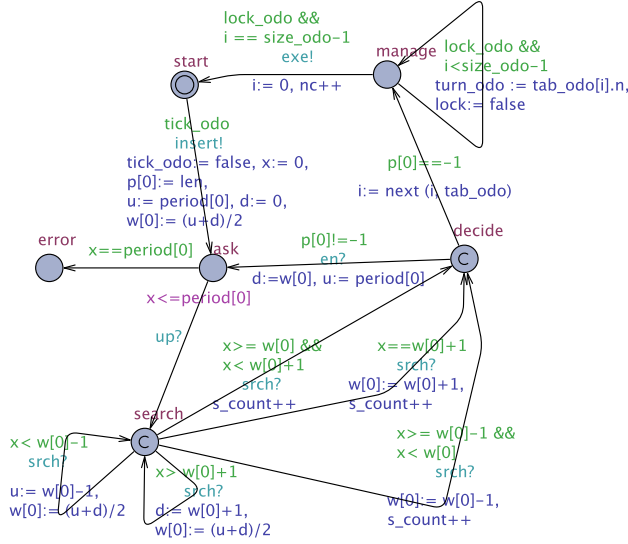 lock_odo &&
i == size_odo-1
exe!
i:= 0, nc++
start
manage
lock_odo &&
i<size_odo-1
turn_odo := tab_odo[i].n,
lock:= false
tick_odo
insert!
tick_odo:= false, x:= 0,
p[0]:= len,
u:= period[0], d:= 0,
w[0]:= (u+d)/2
p[0]==-1
i:= next (i, tab_odo)
decide
C
error
x==period[0]
ask
x<=period[0]
p[0]!=-1
en?
d:=w[0], u:= period[0]
up?
x>= w[0] &&
x< w[0]+1
srch?
s_count++
x==w[0]+1
srch?
w[0]:= w[0]+1,
s_count++
x>= w[0]-1 &&
x< w[0]
srch?
w[0]:= w[0]-1,
s_count++
search
C
x< w[0]-1
srch?
u:= w[0]-1,
w[0]:= (u+d)/2
x> w[0]+1
srch?
d:= w[0]+1,
w[0]:= (u+d)/2